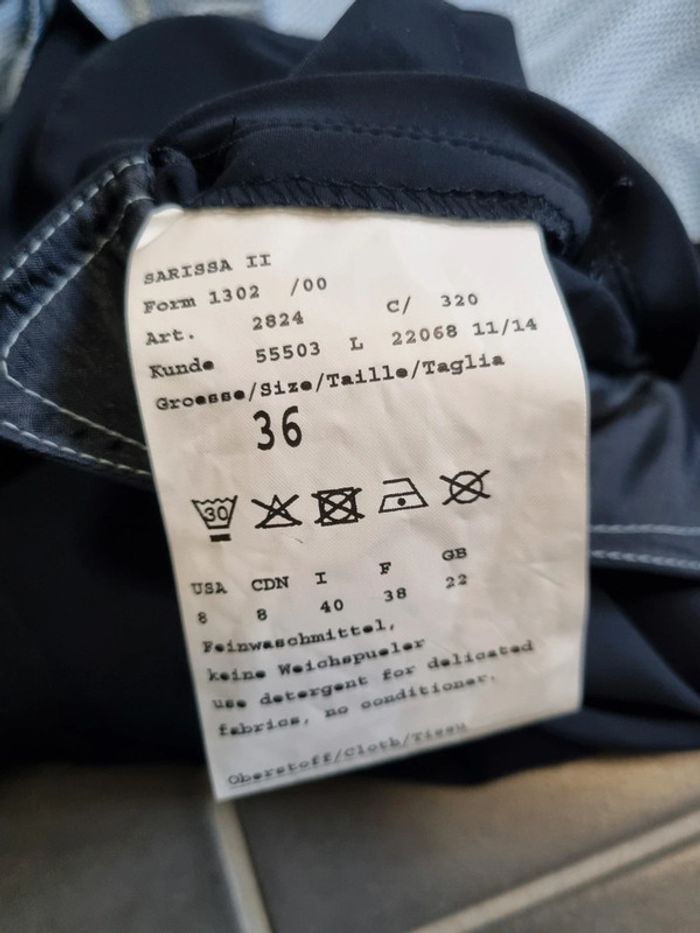 SARISSA II
Form 1302 /00
Art. 2824 C/ 320
Kunde 55503 L 22068 11/14
Groesse/Size/Taille/Taglia
36
30
USA CDN I F GB
8 8 40 38 22
Feinwaschmittel,
keine Weichspueler
use detergent for delicated
fabrics, no conditioner.
Oberstoff/Cloth/Tissu